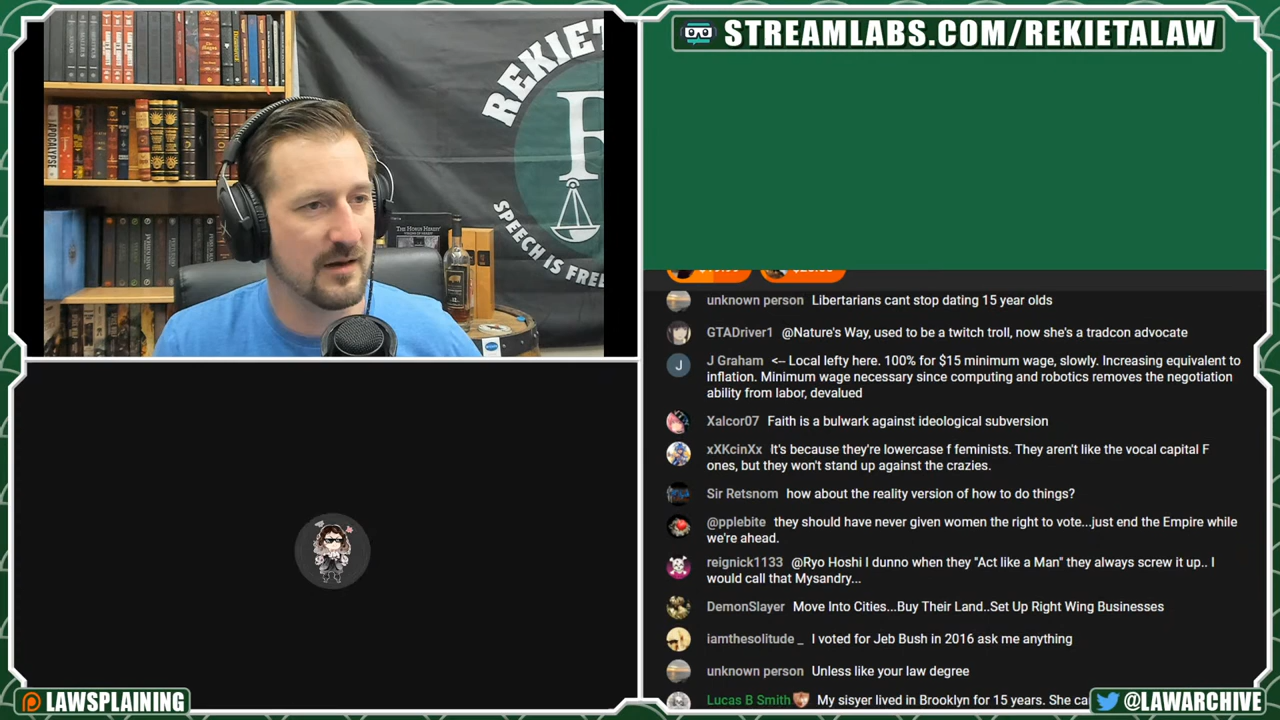 STREAMLABS.COM/REKIETALAW
REKIETA
SPEECH IS FREE
APOCALYPSE
THE HORUS HERESY
unknown person Libertarians cant stop dating 15 year olds
GTADriver1 @Nature's Way, used to be a twitch troll, now she's a tradcon advocate
J
J Graham <-- Local lefty here. 100% for $15 minimum wage, slowly. Increasing equivalent to
inflation. Minimum wage necessary since computing and robotics removes the negotiation
ability from labor, devalued
Xalcor07 Faith is a bulwark against ideological subversion
xXKcinXx It's because they're lowercase f feminists. They aren't like the vocal capital F
ones, but they won't stand up against the crazies.
Sir Retsnom how about the reality version of how to do things?
@pplebite they should have never given women the right to vote...just end the Empire while
we're ahead.
reignick1133 @Ryo Hoshi I dunno when they "Act like a Man" they always screw it up.. I
would call that Mysandry...
DemonSlayer Move Into Cities...Buy Their Land..Set Up Right Wing Businesses
iamthesolitude _ I voted for Jeb Bush in 2016 ask me anything
unknown person Unless like your law degree
Lucas B Smith My sisyer lived in Brooklyn for 15 years. She ca
LAWSPLAINING
@LAWARCHIVE